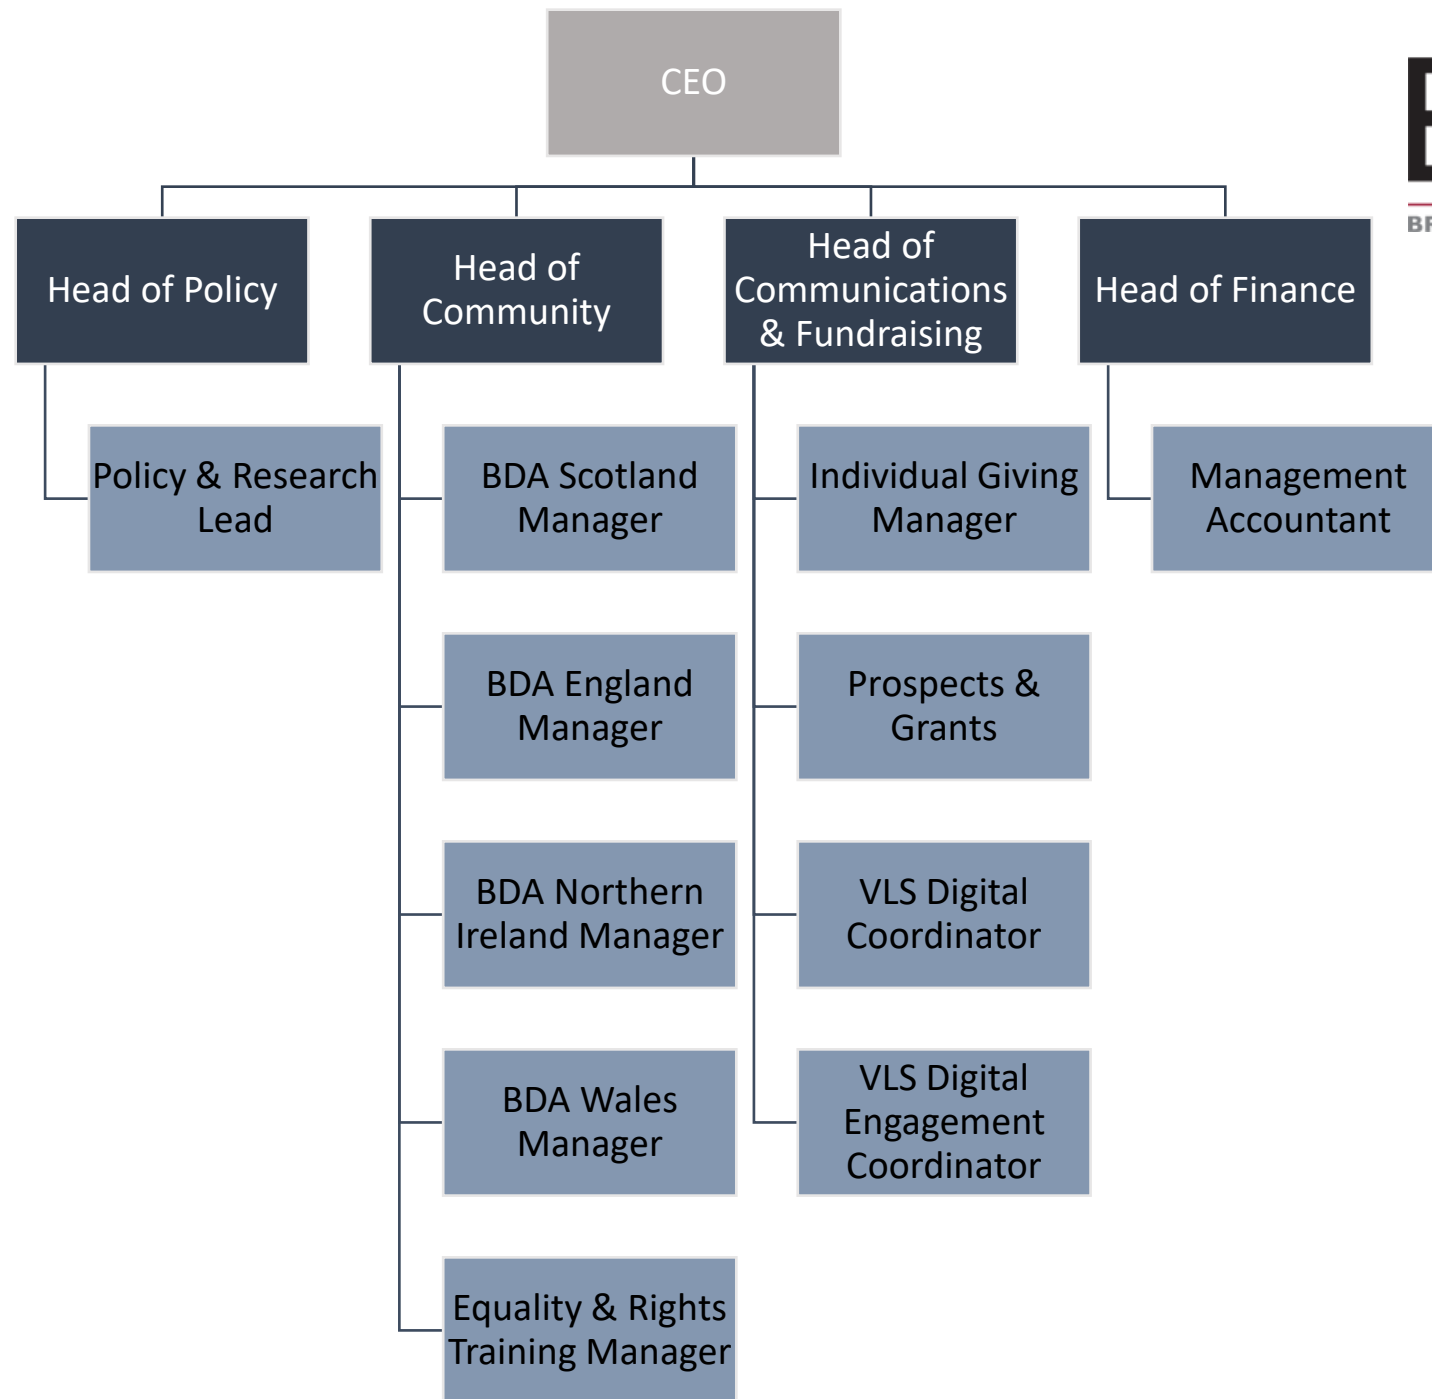 CEO
Head of Policy
Head of
Community
Head of
Communications
& Fundraising
Head of Finance
Policy & Research
Lead
BDA Scotland
Manager
Individual Giving
Manager
Management
Accountant
BDA England
Manager
Prospects &
Grants
BDA Northern
Ireland Manager
VLS Digital
Coordinator
BDA Wales
Manager
VLS Digital
Engagement
Coordinator
Equality & Rights
Training Manager